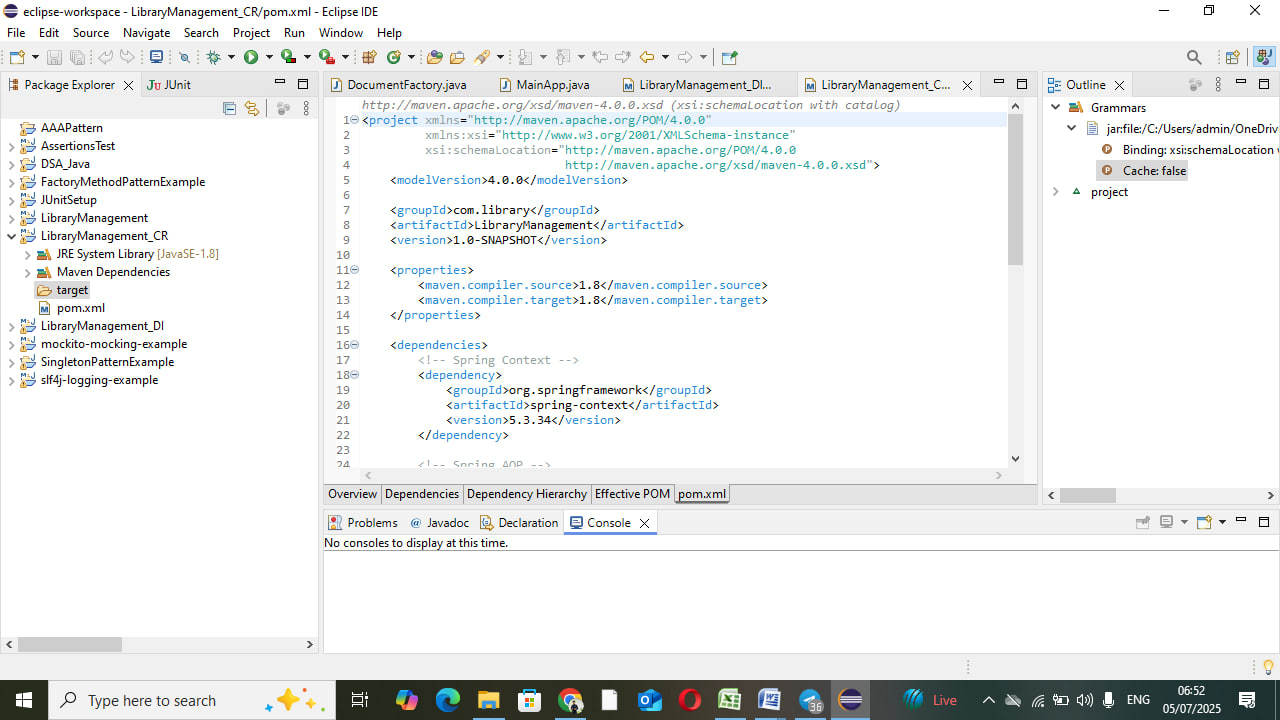 eclipse-workspace - LibraryManagement_CR/pom.xml - Eclipse IDE
File Edit Source Navigate Search Project Run Window Help
Package Explorer
JUnit
AAAPattern
AssertionsTest
DSA_Java
FactoryMethodPatternExample
JUnitSetup
LibraryManagement
LibraryManagement_CR
JRE System Library [JavaSE-1.8]
Maven Dependencies
target
pom.xml
LibraryManagement_DI
mockito-mocking-example
SingletonPatternExample
slf4j-logging-example
DocumentFactory.java MainApp.java LibraryManagement_DI... LibraryManagement_C...
http://maven.apache.org/xsd/maven-4.0.0.xsd (xsi:schemaLocation with catalog)
1 <project xmlns="http://maven.apache.org/POM/4.0.0"
2 xmlns:xsi="http://www.w3.org/2001/XMLSchema-instance"
3 xsi:schemaLocation="http://maven.apache.org/POM/4.0.0
4 http://maven.apache.org/xsd/maven-4.0.0.xsd">
5 <modelVersion>4.0.0</modelVersion>
6
7 <groupId>com.library</groupId>
8 <artifactId>LibraryManagement</artifactId>
9 <version>1.0-SNAPSHOT</version>
10
11 <properties>
12 <maven.compiler.source>1.8</maven.compiler.source>
13 <maven.compiler.target>1.8</maven.compiler.target>
14 </properties>
15
16 <dependencies>
17 <!-- Spring Context -->
18 <dependency>
19 <groupId>org.springframework</groupId>
20 <artifactId>spring-context</artifactId>
21 <version>5.3.34</version>
22 </dependency>
23
24 <!-- Spring AOP -->
Overview Dependencies Dependency Hierarchy Effective POM pom.xml
Outline
Grammars
jar:file:/C:/Users/admin/OneDriv
Binding: xsi:schemaLocation
Cache: false
project
Problems Javadoc Declaration Console
No consoles to display at this time.
Type here to search
36
Live
ENG
06:52
05/07/2025